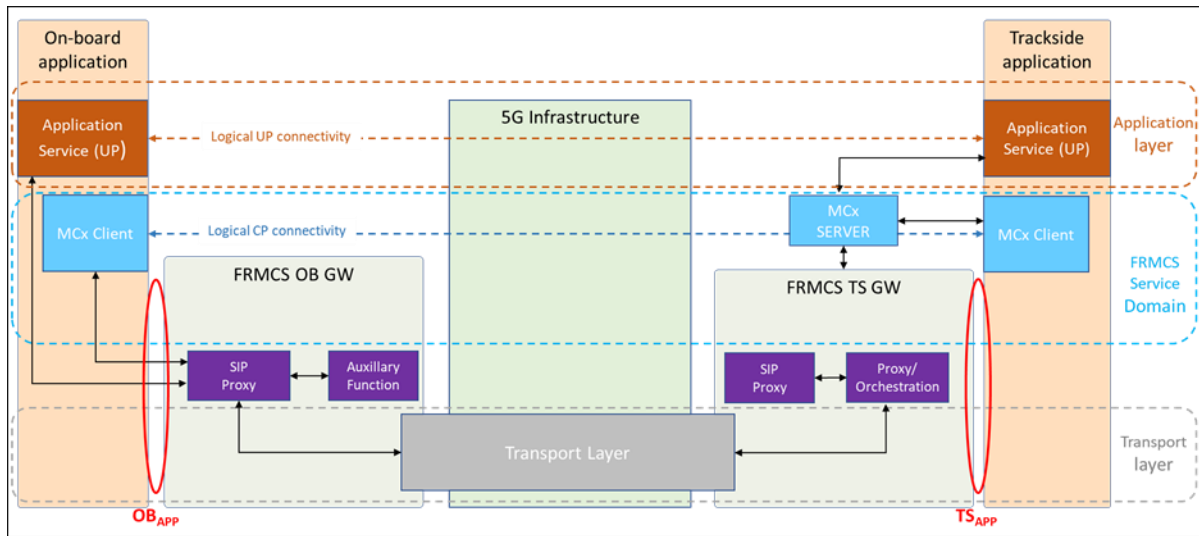 On-board
application
Trackside
application
Application
Service (UP)
Logical UP connectivity
5G Infrastructure
Application
Service (UP)
Application
layer
MCx Client
Logical CP connectivity
MCx
SERVER
MCx Client
FRMCS
Service
Domain
FRMCS OB GW
FRMCS TS GW
SIP
Proxy
Auxillary
Function
SIP
Proxy
Proxy/
Orchestration
Transport Layer
Transport
layer
OBAPP
TSAPP